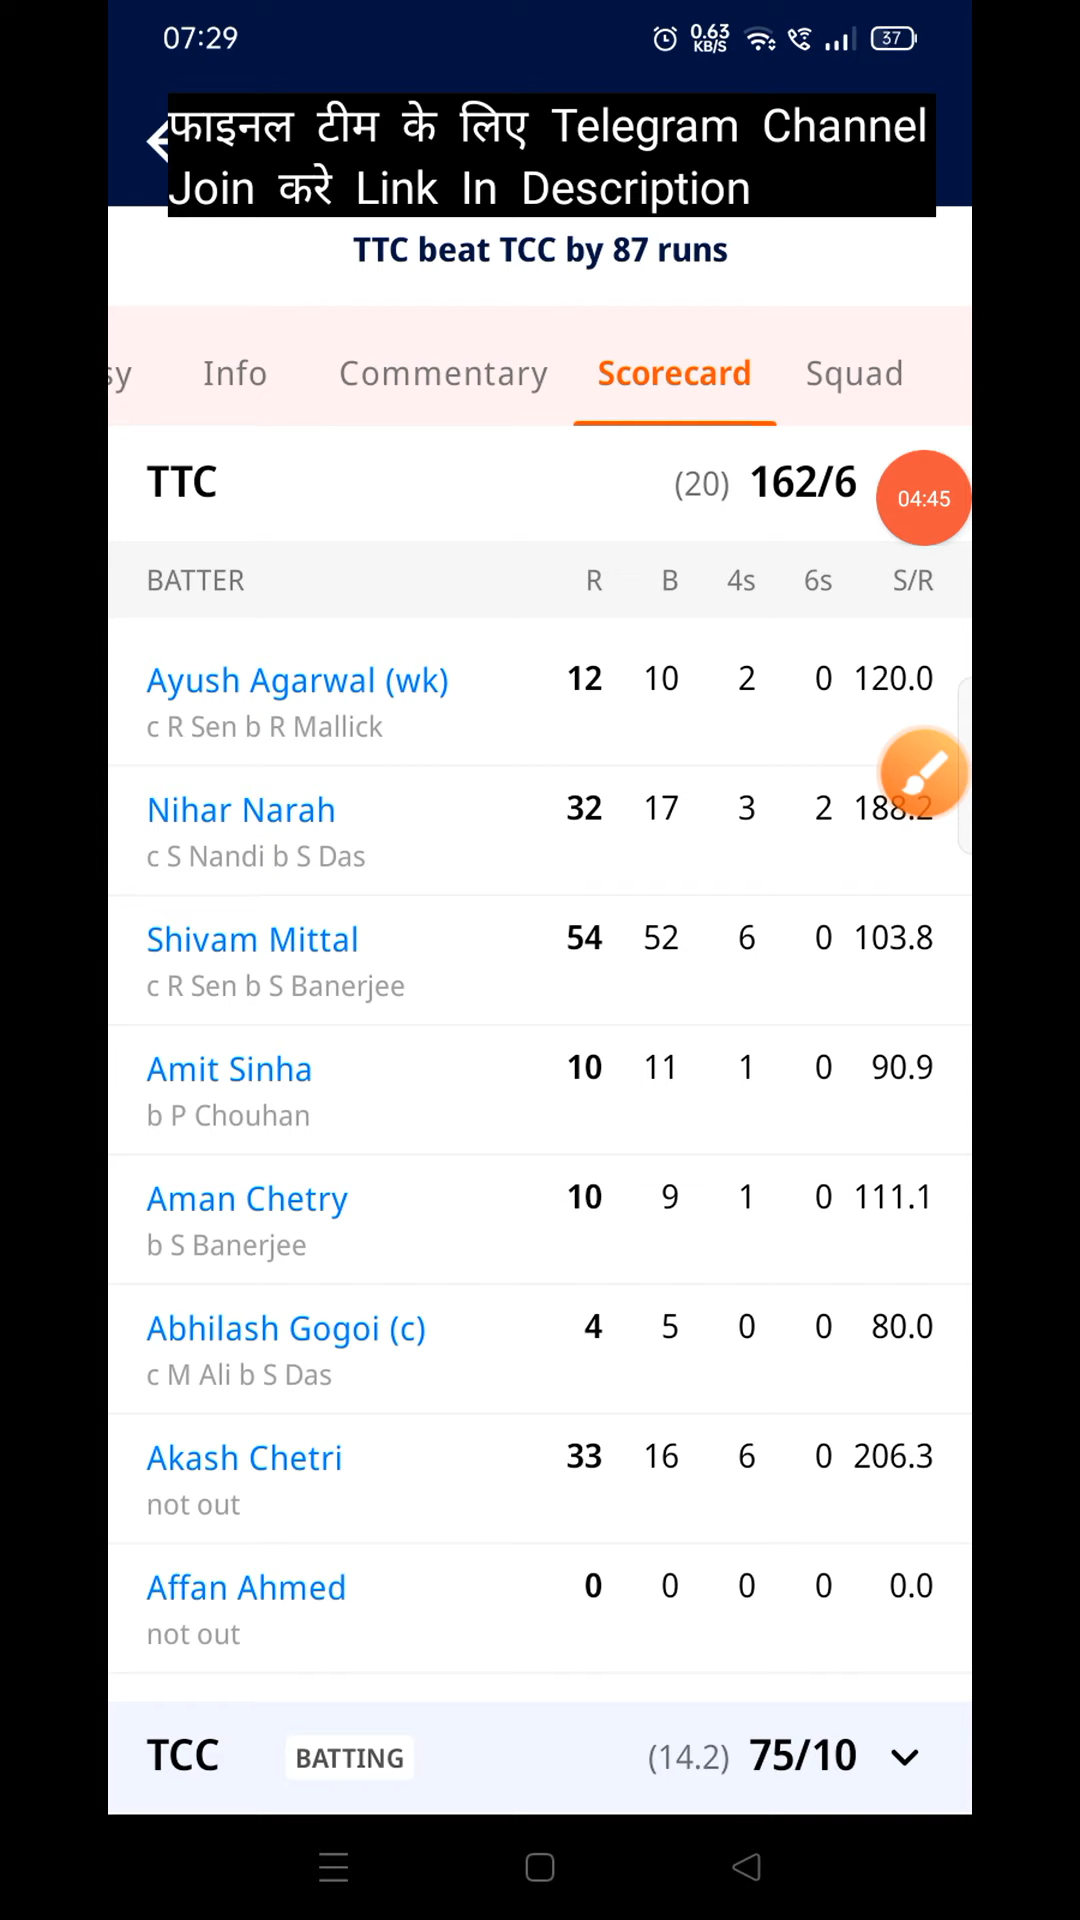 07:29 0.63 KB/S 37
फाइनल टीम के लिए Telegram Channel
Join करे Link In Description
TTC beat TCC by 87 runs
sy Info Commentary Scorecard Squad
TTC (20) 162/6
04:45
BATTER R B 4s 6s S/R
Ayush Agarwal (wk) 12 10 2 0 120.0
c R Sen b R Mallick
Nihar Narah 32 17 3 2 188.2
c S Nandi b S Das
Shivam Mittal 54 52 6 0 103.8
c R Sen b S Banerjee
Amit Sinha 10 11 1 0 90.9
b P Chouhan
Aman Chetry 10 9 1 0 111.1
b S Banerjee
Abhilash Gogoi (c) 4 5 0 0 80.0
c M Ali b S Das
Akash Chetri 33 16 6 0 206.3
not out
Affan Ahmed 0 0 0 0 0.0
not out
TCC BATTING (14.2) 75/10